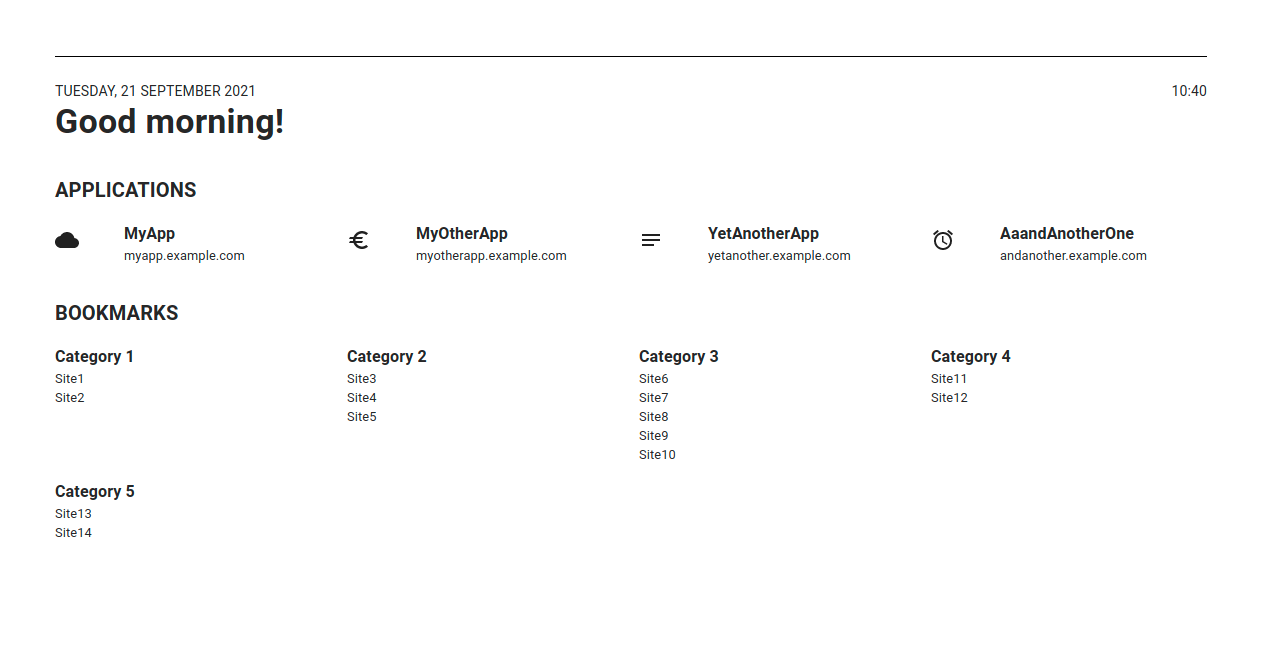 TUESDAY, 21 SEPTEMBER 2021
10:40
Good morning!
APPLICATIONS
MyApp
myapp.example.com
MyOtherApp
myotherapp.example.com
YetAnotherApp
yetanother.example.com
AaandAnotherOne
andanother.example.com
BOOKMARKS
Category 1
Site1
Site2
Category 2
Site3
Site4
Site5
Category 3
Site6
Site7
Site8
Site9
Site10
Category 4
Site11
Site12
Category 5
Site13
Site14